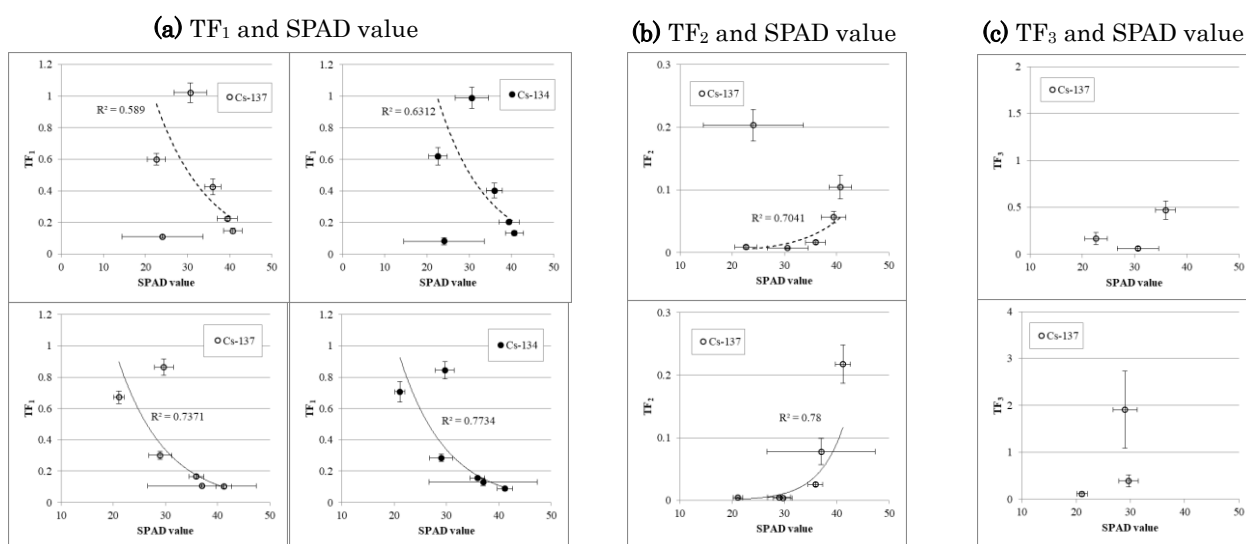 (a) TF₁ and SPAD value
(b) TF₂ and SPAD value
(c) TF₃ and SPAD value
1.2
1
0.8
0.6
0.4
0.2
0
TF₁
R² = 0.589
Cs-137
0 10 20 30 40 50
SPAD value
1.2
1
0.8
0.6
0.4
0.2
0
TF₁
R² = 0.6312
Cs-134
0 10 20 30 40 50
SPAD value
0.3
0.2
0.1
0
TF₂
Cs-137
R² = 0.7041
10 20 30 40 50
SPAD value
2
1.5
1
0.5
0
TF₃
Cs-137
10 20 30 40 50
SPAD value
1.2
1
0.8
0.6
0.4
0.2
0
TF₁
Cs-137
R² = 0.7371
10 20 30 40 50
SPAD value
1.2
1
0.8
0.6
0.4
0.2
0
TF₁
Cs-134
R² = 0.7734
10 20 30 40 50
SPAD value
0.3
0.2
0.1
0
TF₂
Cs-137
R² = 0.78
10 20 30 40 50
SPAD value
4
3
2
1
0
TF₃
Cs-137
10 20 30 40 50
SPAD value